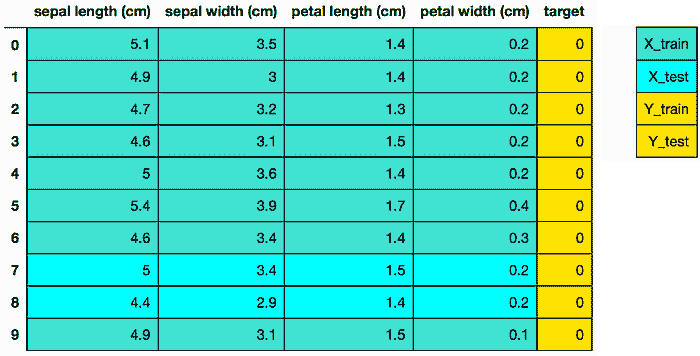 sepal length (cm) sepal width (cm) petal length (cm) petal width (cm) target
0 5.1 3.5 1.4 0.2 0 X_train
1 4.9 3 1.4 0.2 0 X_test
2 4.7 3.2 1.3 0.2 0 Y_train
3 4.6 3.1 1.5 0.2 0 Y_test
4 5 3.6 1.4 0.2 0
5 5.4 3.9 1.7 0.4 0
6 4.6 3.4 1.4 0.3 0
7 5 3.4 1.5 0.2 0
8 4.4 2.9 1.4 0.2 0
9 4.9 3.1 1.5 0.1 0